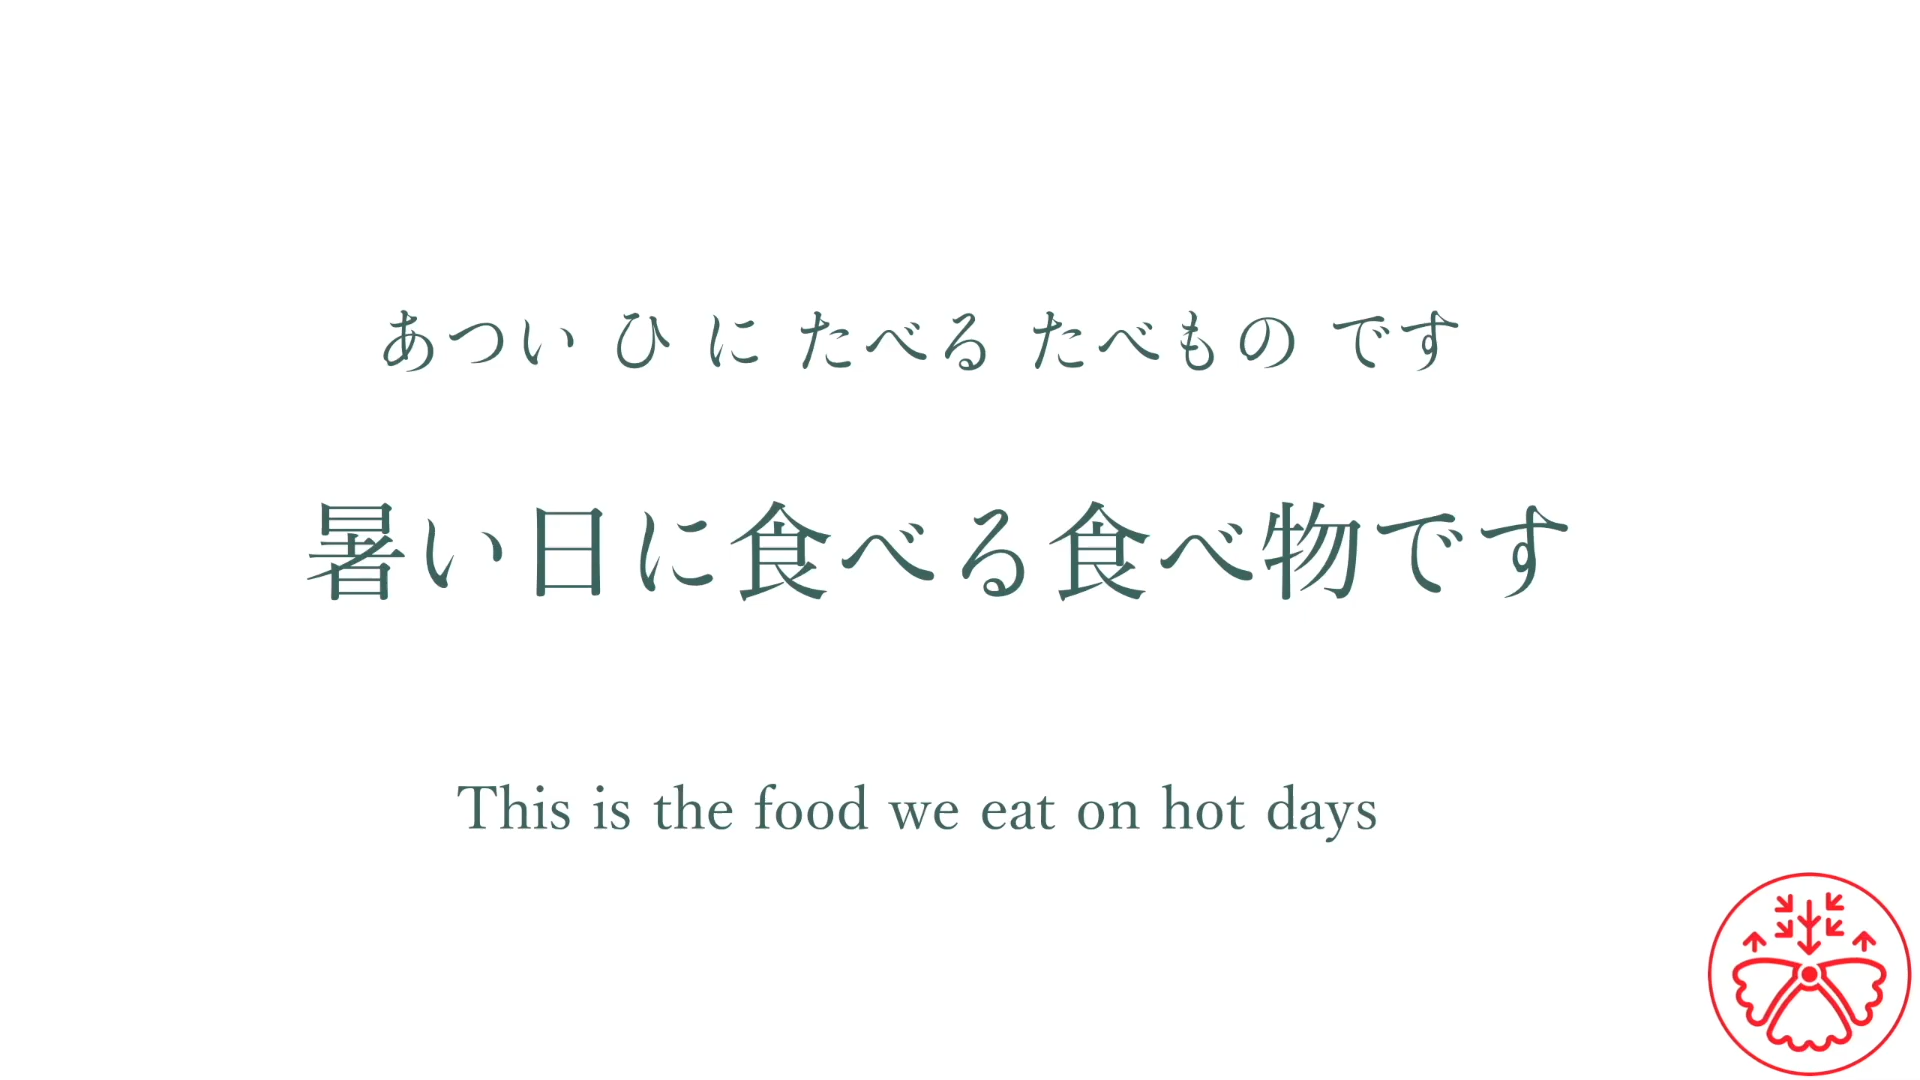 あつい ひ に たべる たべもの です
暑い日に食べる食べ物です
This is the food we eat on hot days